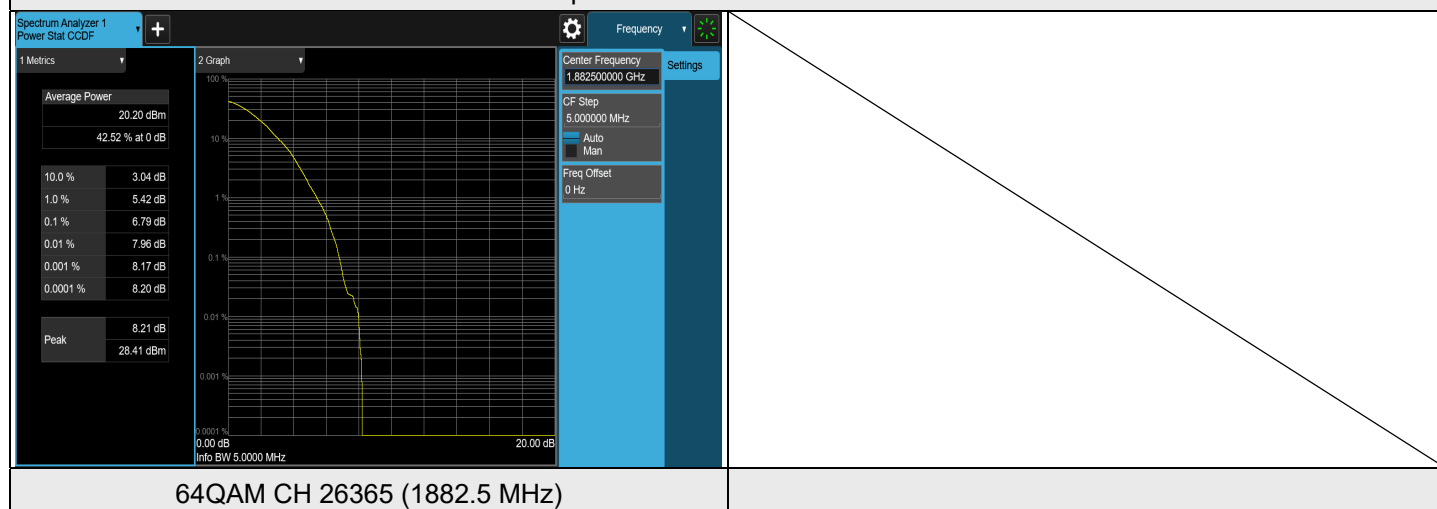 Spectrum Analyzer 1
Power Stat CCDF
+
Frequency
1 Metrics
2 Graph
Center Frequency
1.882500000 GHz
Settings
CF Step
5.000000 MHz
Auto
Man
Freq Offset
0 Hz
Average Power
20.20 dBm
42.52 % at 0 dB
10.0 % 3.04 dB
1.0 % 5.42 dB
0.1 % 6.79 dB
0.01 % 7.96 dB
0.001 % 8.17 dB
0.0001 % 8.20 dB
Peak
8.21 dB
28.41 dBm
100 %
10 %
1 %
0.1 %
0.01 %
0.001 %
0.0001 %
0.00 dB 20.00 dB
Info BW 5.0000 MHz
64QAM CH 26365 (1882.5 MHz)